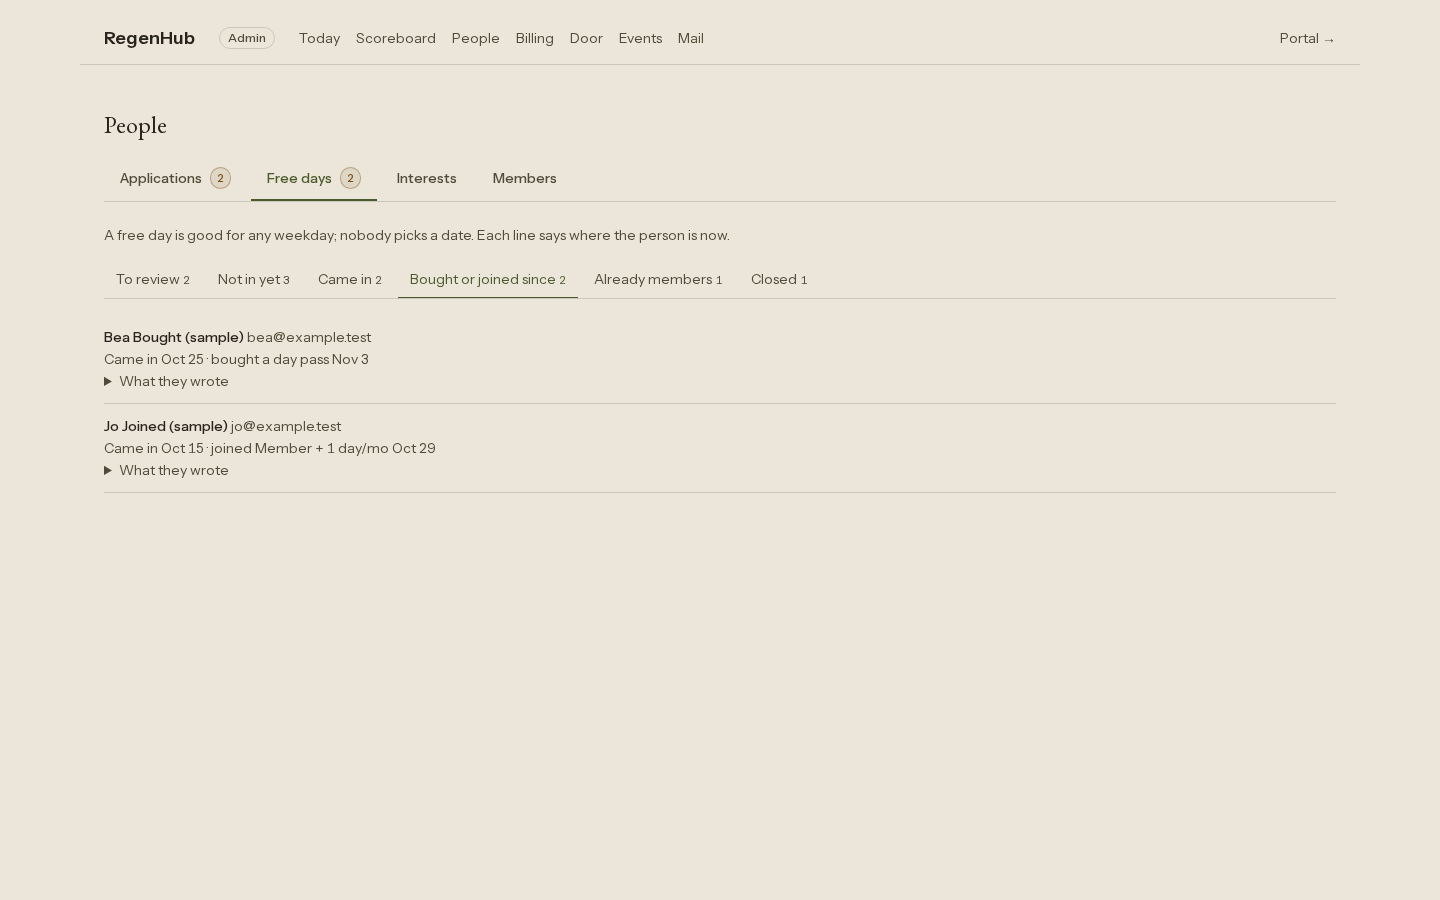 RegenHub Admin Today Scoreboard People Billing Door Events Mail Portal →
People
Applications 2 Free days 2 Interests Members
A free day is good for any weekday; nobody picks a date. Each line says where the person is now.
To review 2 Not in yet 3 Came in 2 Bought or joined since 2 Already members 1 Closed 1
Bea Bought (sample) bea@example.test
Came in Oct 25 · bought a day pass Nov 3
▶ What they wrote
Jo Joined (sample) jo@example.test
Came in Oct 15 · joined Member + 1 day/mo Oct 29
▶ What they wrote